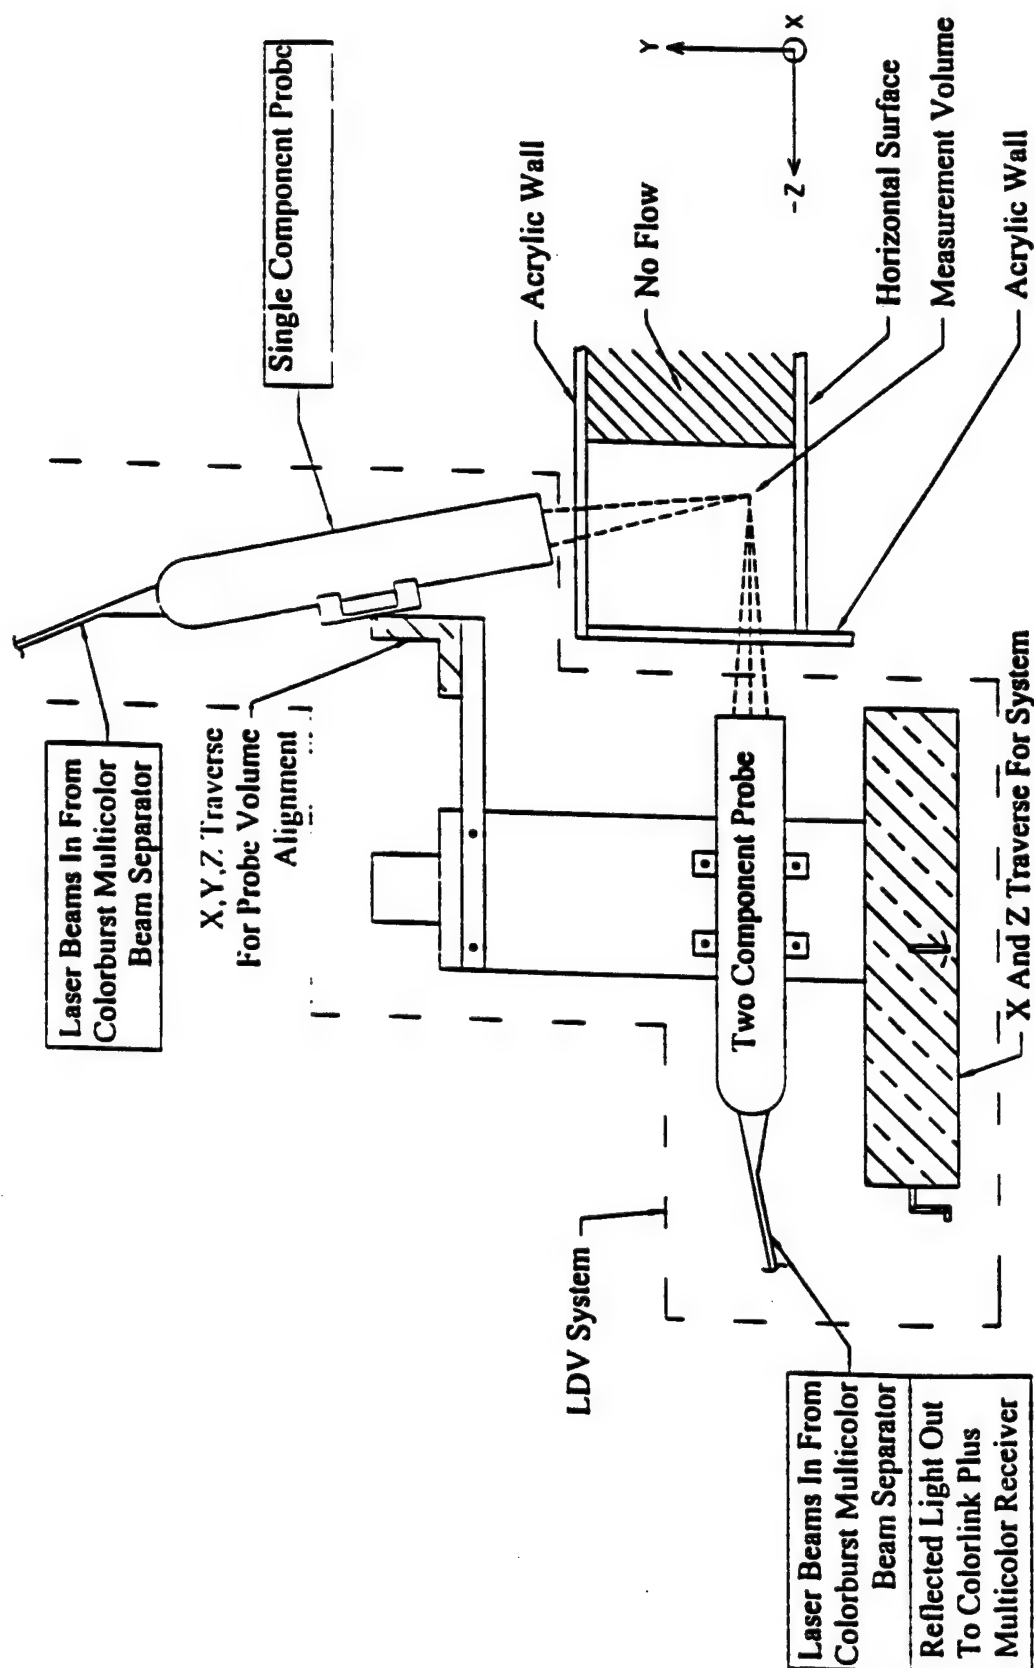 Laser Beams In From
Colorburst Multicolor
Beam Separator
Single Component Probe
X,Y,Z Traverse
For Probe Volume
Alignment
Acrylic Wall
No Flow
Y
X
-Z
Horizontal Surface
Measurement Volume
Acrylic Wall
LDV System
Two Component Probe
X And Z Traverse For System
Laser Beams In From
Colorburst Multicolor
Beam Separator
Reflected Light Out
To Colorlink Plus
Multicolor Receiver